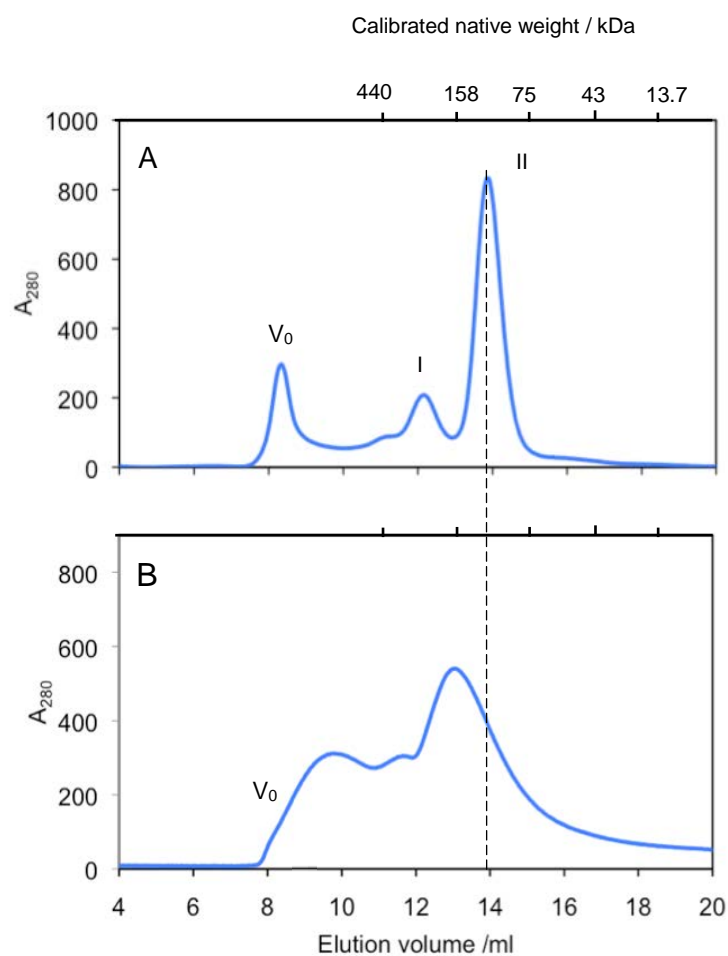 Calibrated native weight / kDa
440 158 75 43 13.7
1000
A
II
800
600
A280
400
V0
I
200
0
B
800
600
A280
400
V0
200
0
4 6 8 10 12 14 16 18 20
Elution volume /ml